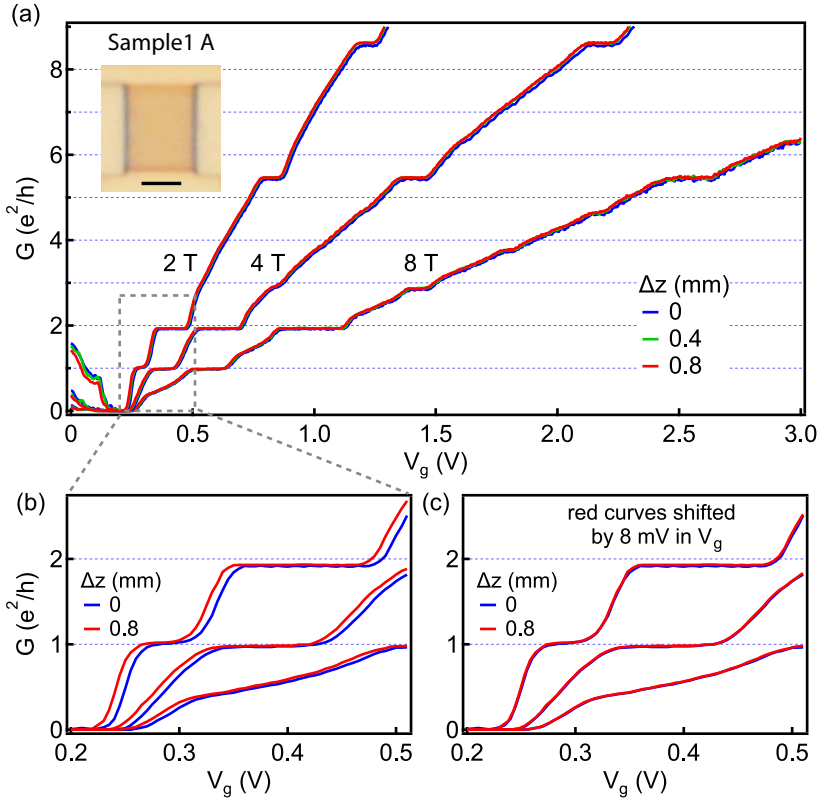 (a)
Sample1 A
G (e²/h)
8
6
4
2
0
2 T
4 T
8 T
Δz (mm)
0
0.4
0.8
0
0.5
1.0
1.5
2.0
2.5
3.0
V_g (V)
(b)
G (e²/h)
2
1
0
Δz (mm)
0
0.8
0.2
0.3
0.4
0.5
V_g (V)
(c)
red curves shifted
by 8 mV in V_g
2
1
0
Δz (mm)
0
0.8
0.2
0.3
0.4
0.5
V_g (V)